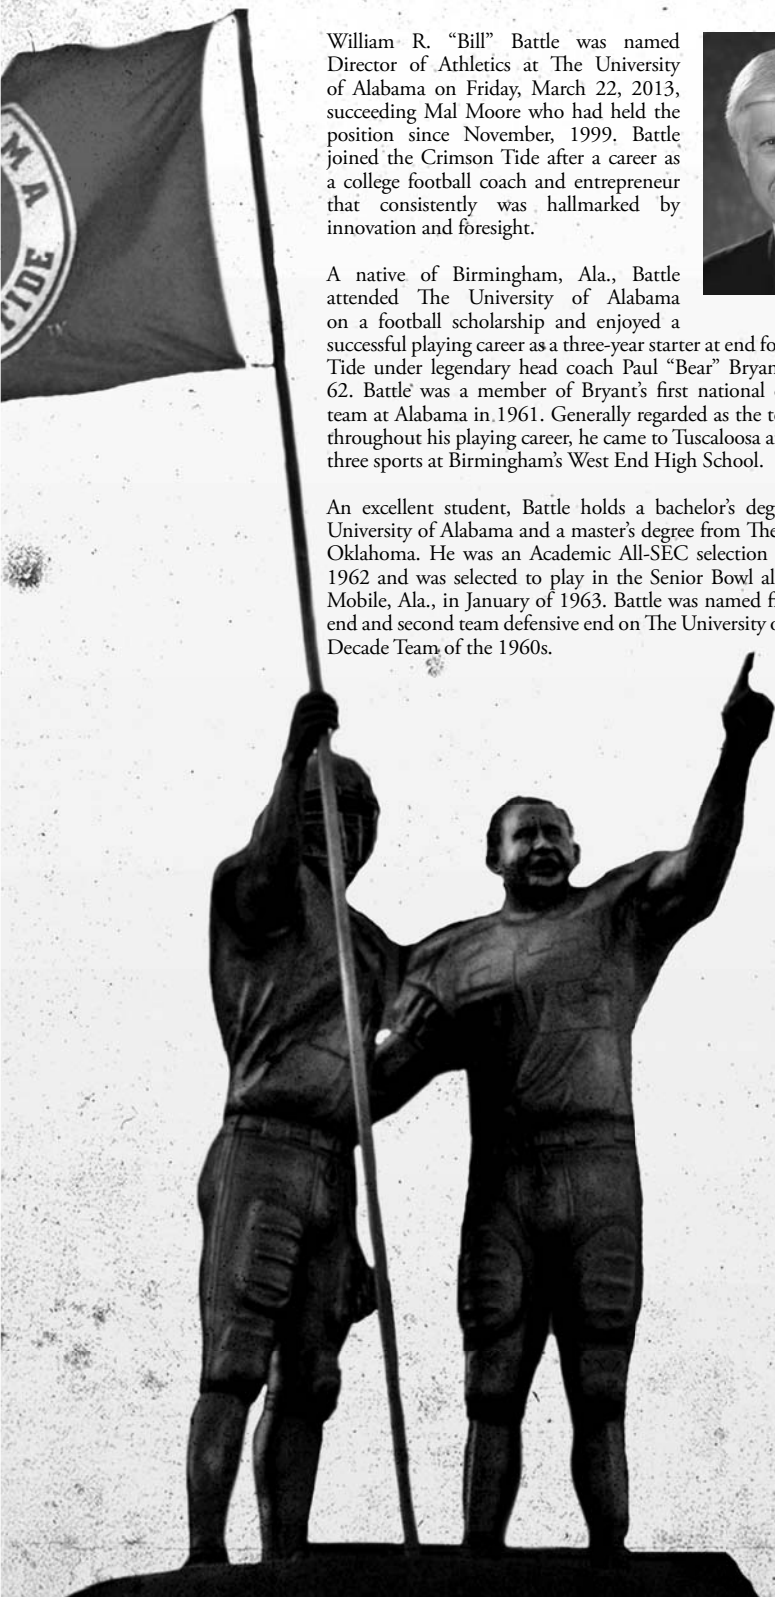 MA
TIDE
TM
William R. “Bill” Battle was named
Director of Athletics at The University
of Alabama on Friday, March 22, 2013,
succeeding Mal Moore who had held the
position since November, 1999. Battle
joined the Crimson Tide after a career as
a college football coach and entrepreneur
that consistently was hallmarked by
innovation and foresight.
A native of Birmingham, Ala., Battle
attended The University of Alabama
on a football scholarship and enjoyed a
successful playing career as a three-year starter at end
Tide under legendary head coach Paul “Bear”
62. Battle was a member of Bryant’s first national
team at Alabama in 1961. Generally regarded as the
throughout his playing career, he came to Tuscaloosa
three sports at Birmingham’s West End High School.
An excellent student, Battle holds a bachelor’s
University of Alabama and a master’s degree from The
Oklahoma. He was an Academic All-SEC selection
1962 and was selected to play in the Senior Bowl
Mobile, Ala., in January of 1963. Battle was named
end and second team defensive end on The University
Decade Team of the 1960s.